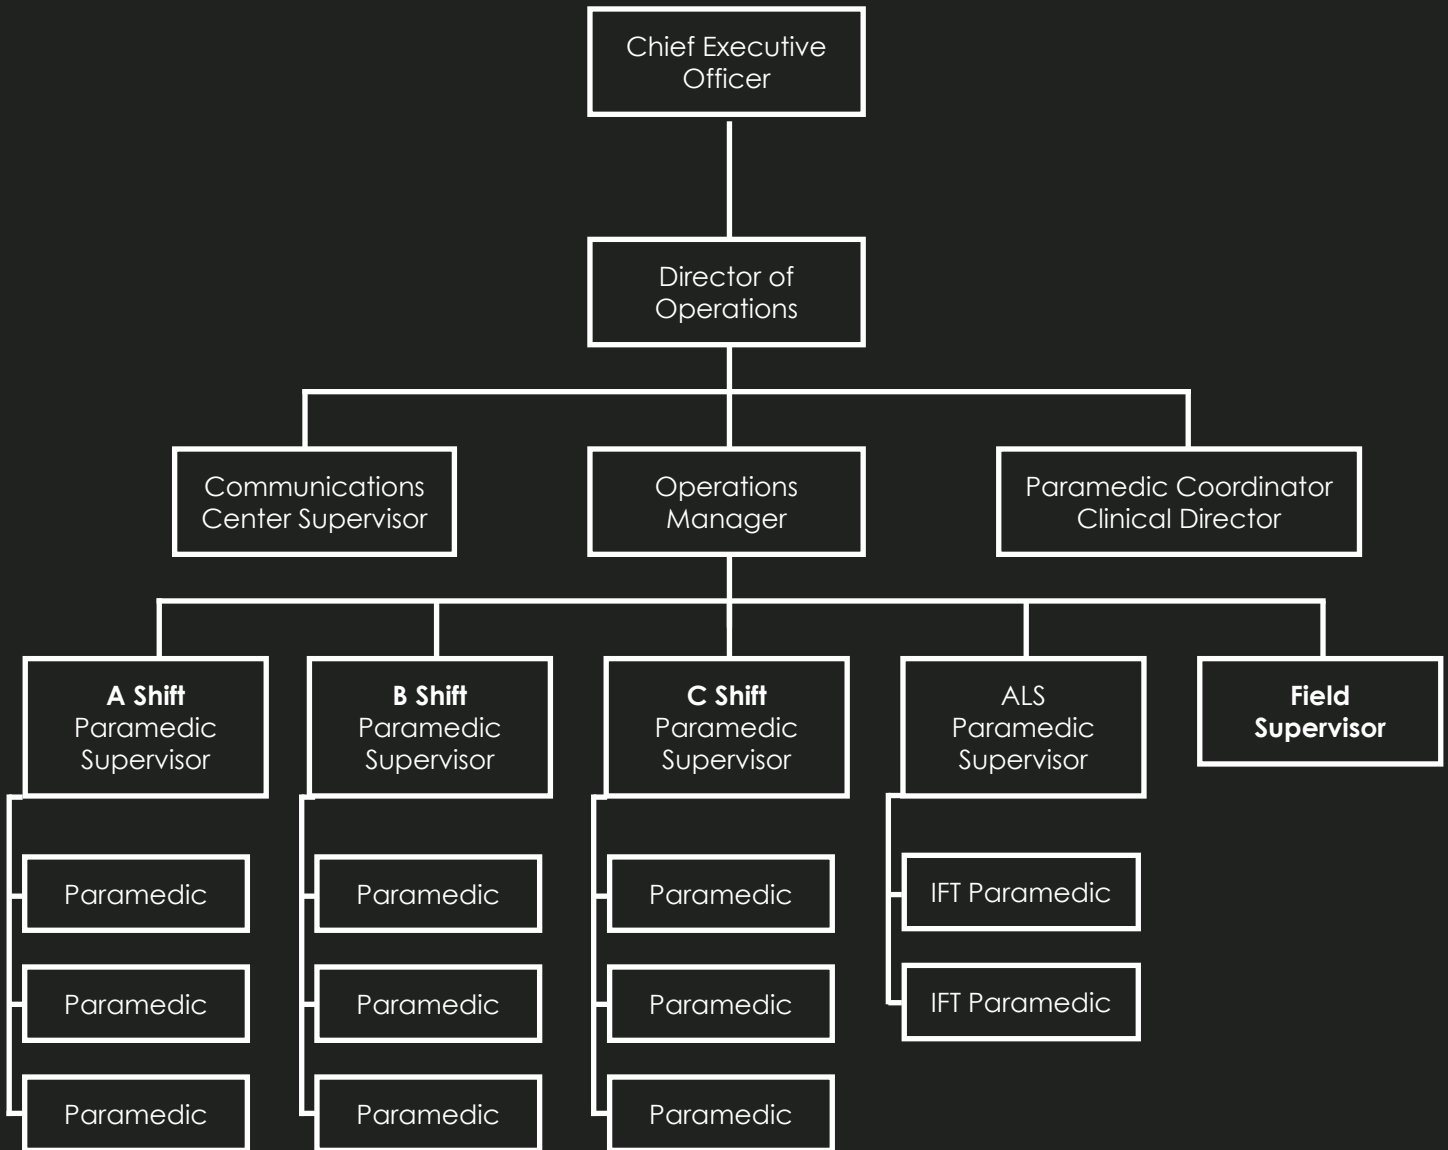 Chief Executive
Officer
Director of
Operations
Communications
Center Supervisor
Operations
Manager
Paramedic Coordinator
Clinical Director
A Shift
Paramedic
Supervisor
B Shift
Paramedic
Supervisor
C Shift
Paramedic
Supervisor
ALS
Paramedic
Supervisor
Field
Supervisor
Paramedic
Paramedic
Paramedic
IFT Paramedic
Paramedic
Paramedic
Paramedic
IFT Paramedic
Paramedic
Paramedic
Paramedic